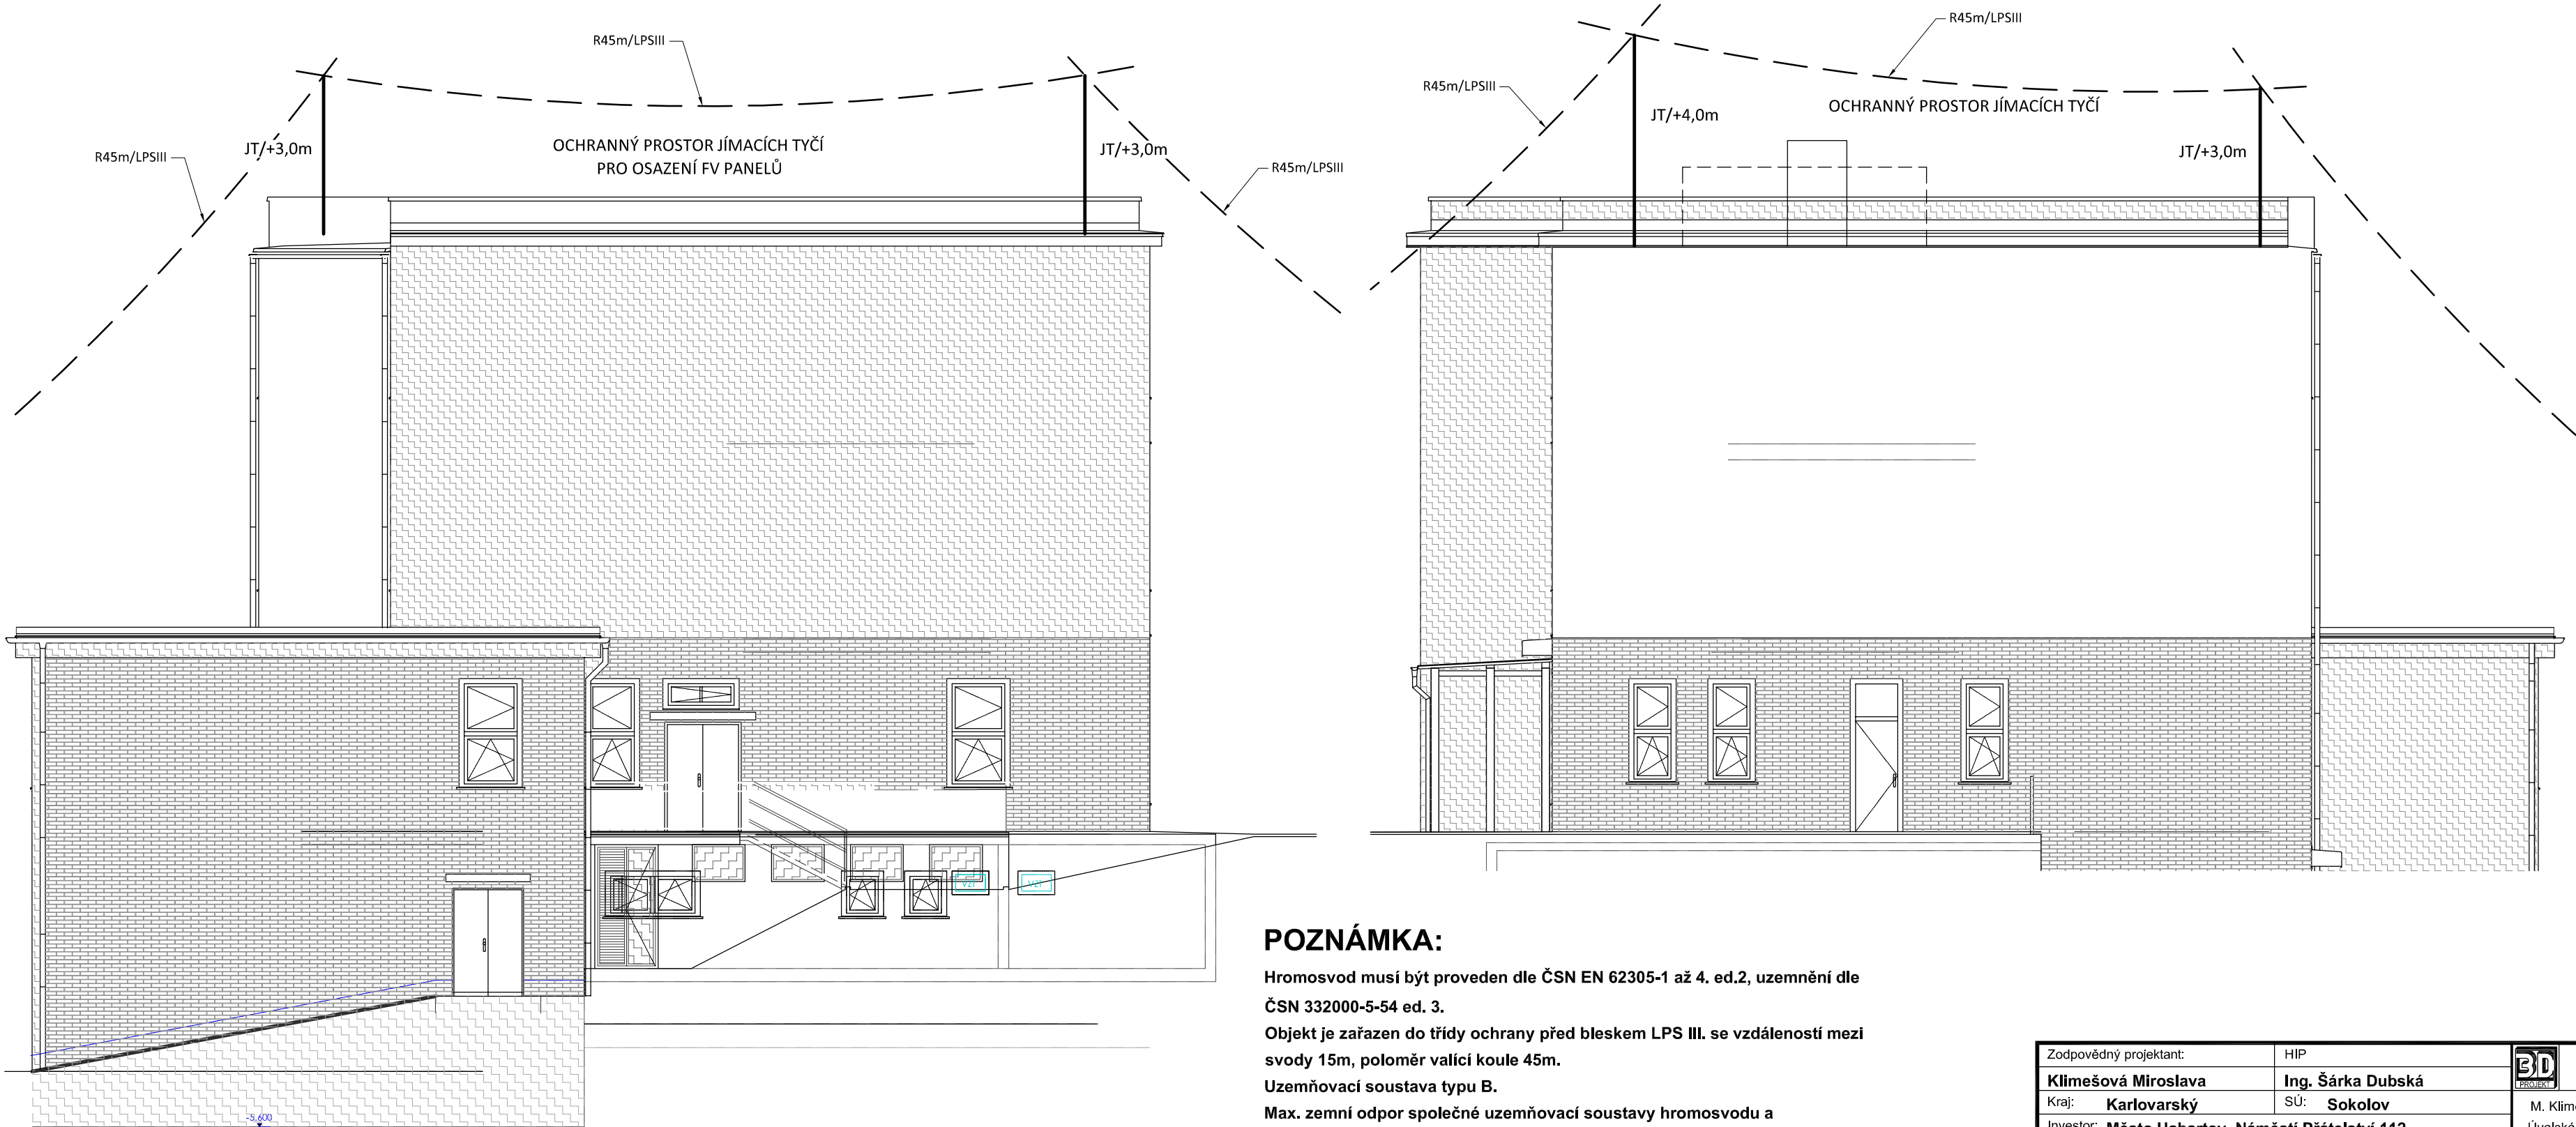 R45m/LPSIII
R45m/LPSIII
JT/+3,0m
OCHRANNÝ PROSTOR JÍMACÍCH TYČÍ
PRO OSAZENÍ FV PANELŮ
JT/+3,0m
R45m/LPSIII
R45m/LPSIII
R45m/LPSIII
JT/+4,0m
OCHRANNÝ PROSTOR JÍMACÍCH TYČÍ
JT/+3,0m
VZT
VZT
-5,600
POZNÁMKA:
Hromosvod musí být proveden dle ČSN EN 62305-1 až 4. ed.2, uzemnění dle
ČSN 332000-5-54 ed. 3.
Objekt je zařazen do třídy ochrany před bleskem LPS III. se vzdáleností mezi
svody 15m, poloměr valící koule 45m.
Uzemňovací soustava typu B.
Max. zemní odpor společné uzemňovací soustavy hromosvodu a
Zodpovědný projektant: HIP
Klimešová Miroslava Ing. Šárka Dubská
Kraj: Karlovarský SÚ: Sokolov
3D
PROJEKT
M.